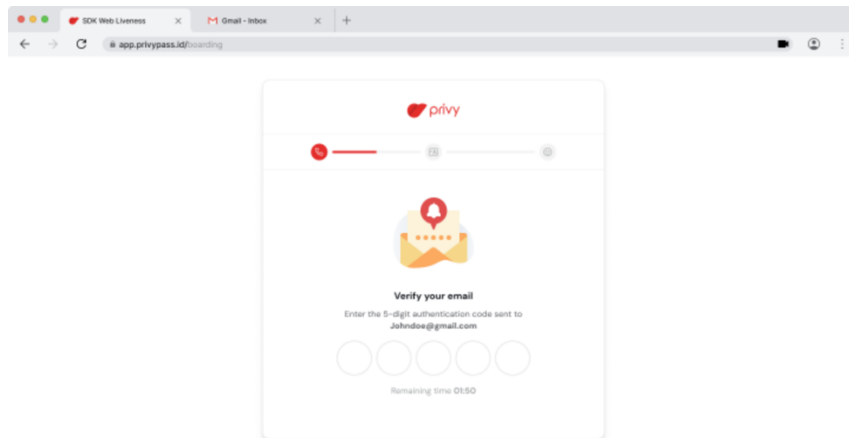 SDK Web Liveness
Gmail - Inbox
app.privypass.id/boarding
privy
Verify your email
Enter the 5-digit authentication code sent to
Johndoe@gmail.com
Remaining time 01:50